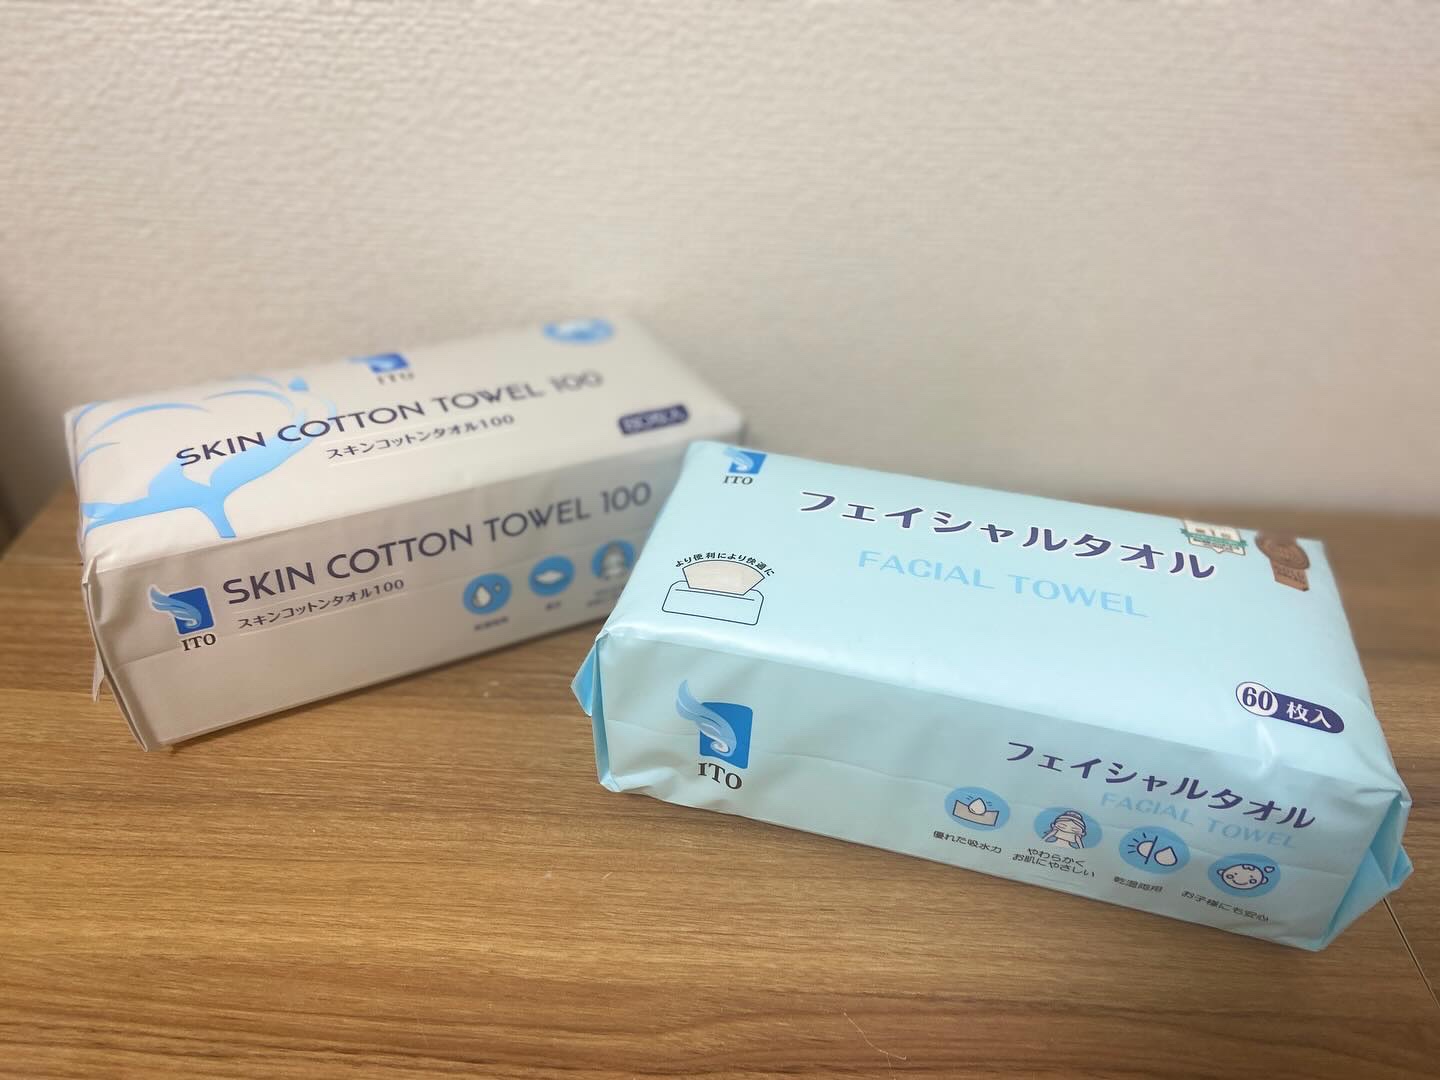 ITO
SKIN COTTON TOWEL 100
スキンコットンタオル100
SKIN COTTON TOWEL 100
スキンコットンタオル100
ITO
ITO
フェイシャルタオル
FACIAL TOWEL
より便利により快適に
60枚入
ITO
フェイシャルタオル
FACIAL TOWEL
優れた吸水力
やわらかく
お肌にやさしい
乾湿両用
お子様にも安心